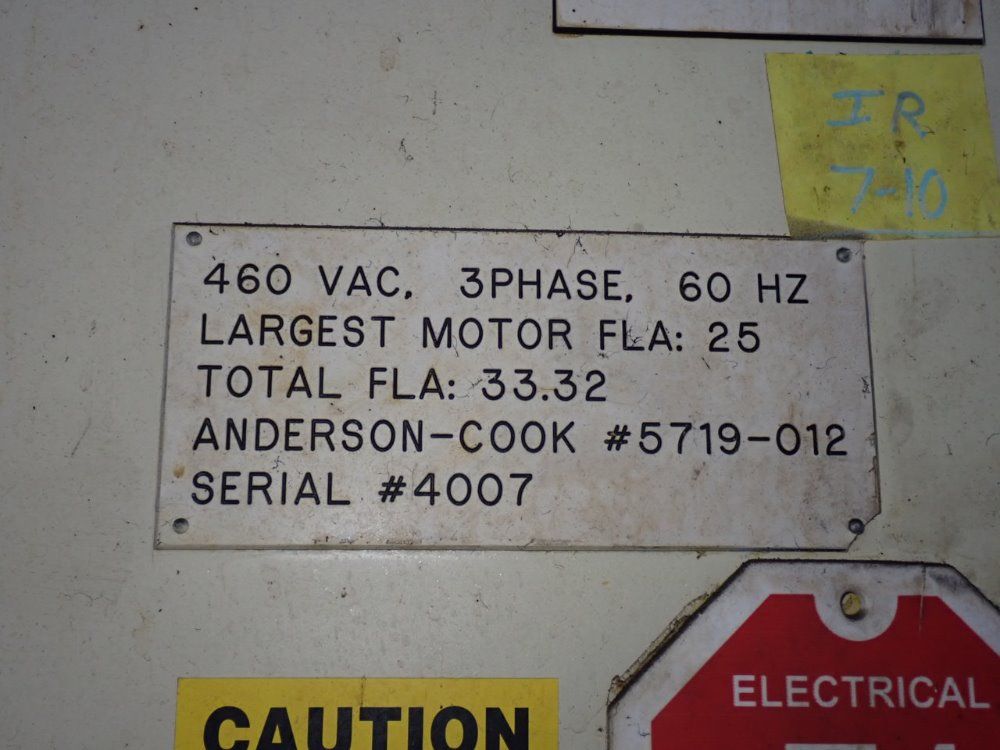 I.R.
7-10
460 VAC, 3PHASE, 60 HZ
LARGEST MOTOR FLA: 25
TOTAL FLA: 33.32
ANDERSON-COOK #5719-012
SERIAL #4007
ELECTRICAL
CAUTION